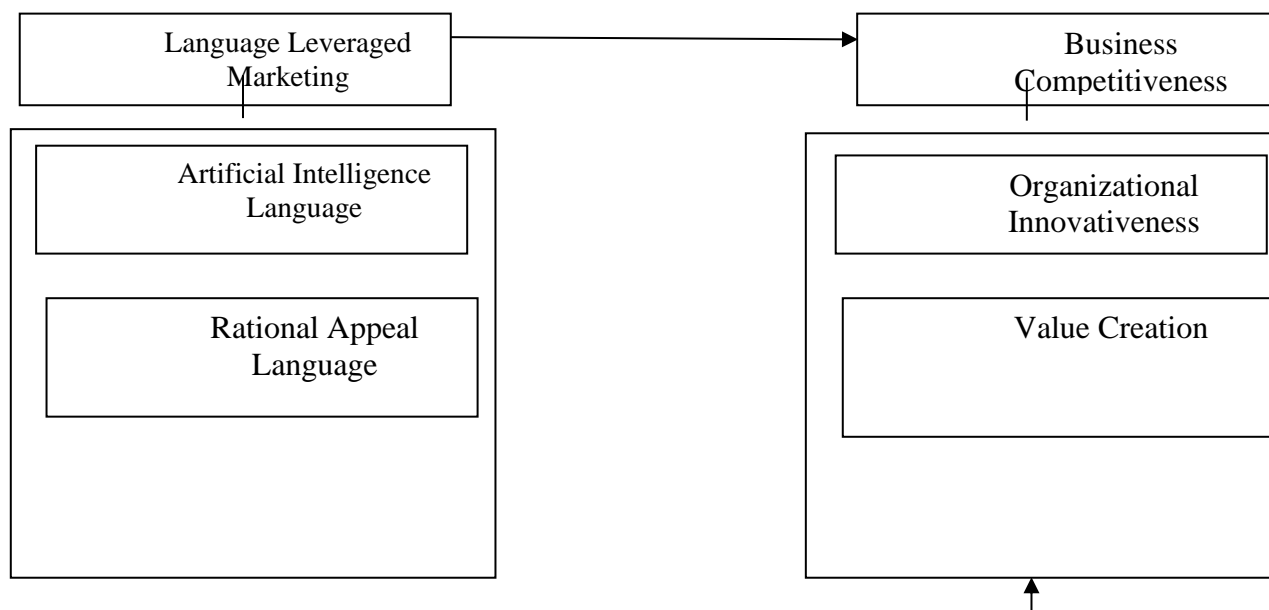 Language Leveraged
Marketing
Business
Competitiveness
Artificial Intelligence
Language
Organizational
Innovativeness
Rational Appeal
Language
Value Creation